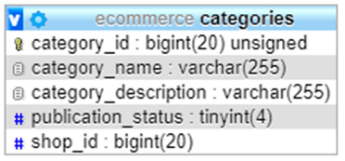 v ecommerce categories
category_id : bigint(20) unsigned
category_name : varchar(255)
category_description : varchar(255)
# publication_status : tinyint(4)
# shop_id : bigint(20)